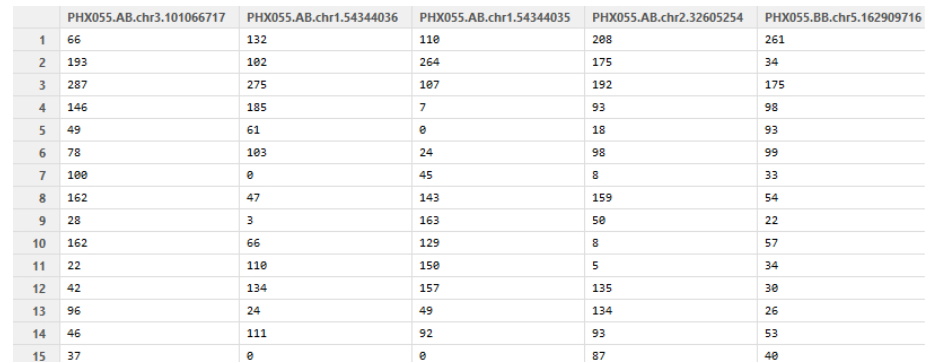 PHX055.AB.chr3.101066717 PHX055.AB.chr1.54344036 PHX055.AB.chr1.54344035 PHX055.AB.chr2.32605254 PHX055.BB.chr5.162909716
1 66 132 110 208 261
2 193 102 264 175 34
3 287 275 107 192 175
4 146 185 7 93 98
5 49 61 0 18 93
6 78 103 24 98 99
7 100 0 45 8 33
8 162 47 143 159 54
9 28 3 163 50 22
10 162 66 129 8 57
11 22 110 150 5 34
12 42 134 157 135 30
13 96 24 49 134 26
14 46 111 92 93 53
15 37 0 0 87 40